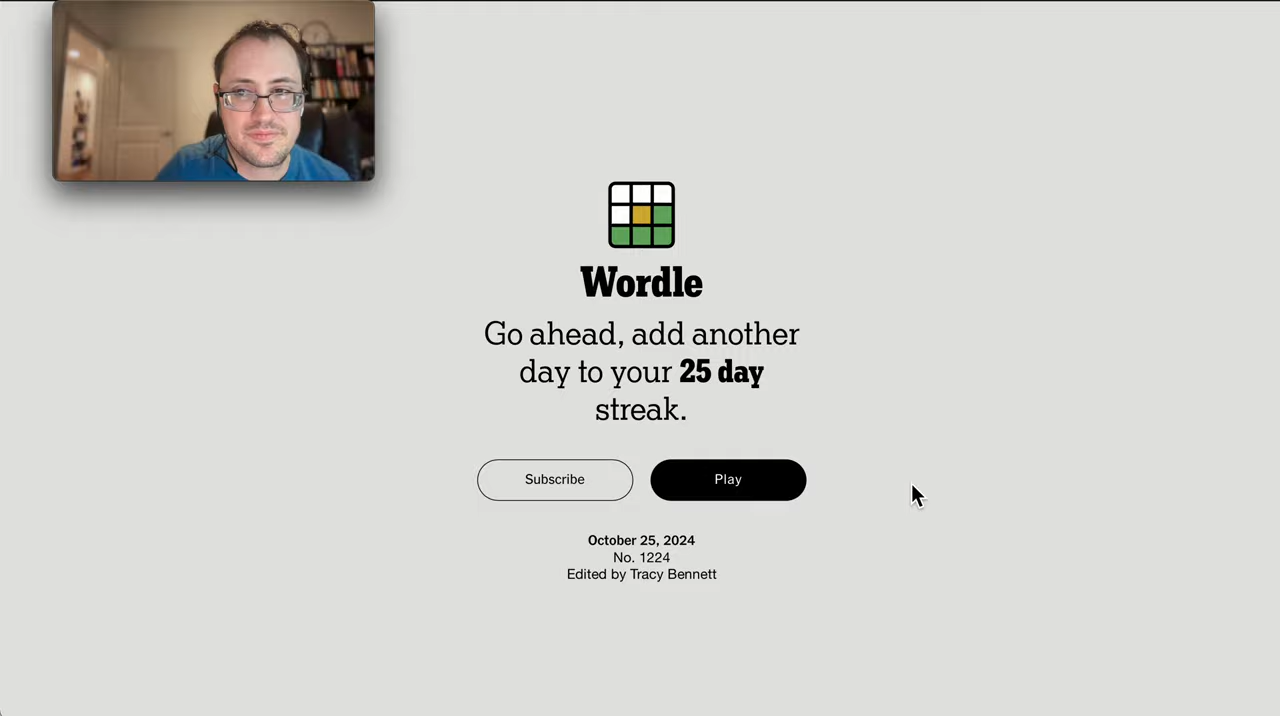 Wordle
Go ahead, add another
day to your 25 day
streak.
Subscribe
Play
October 25, 2024
No. 1224
Edited by Tracy Bennett